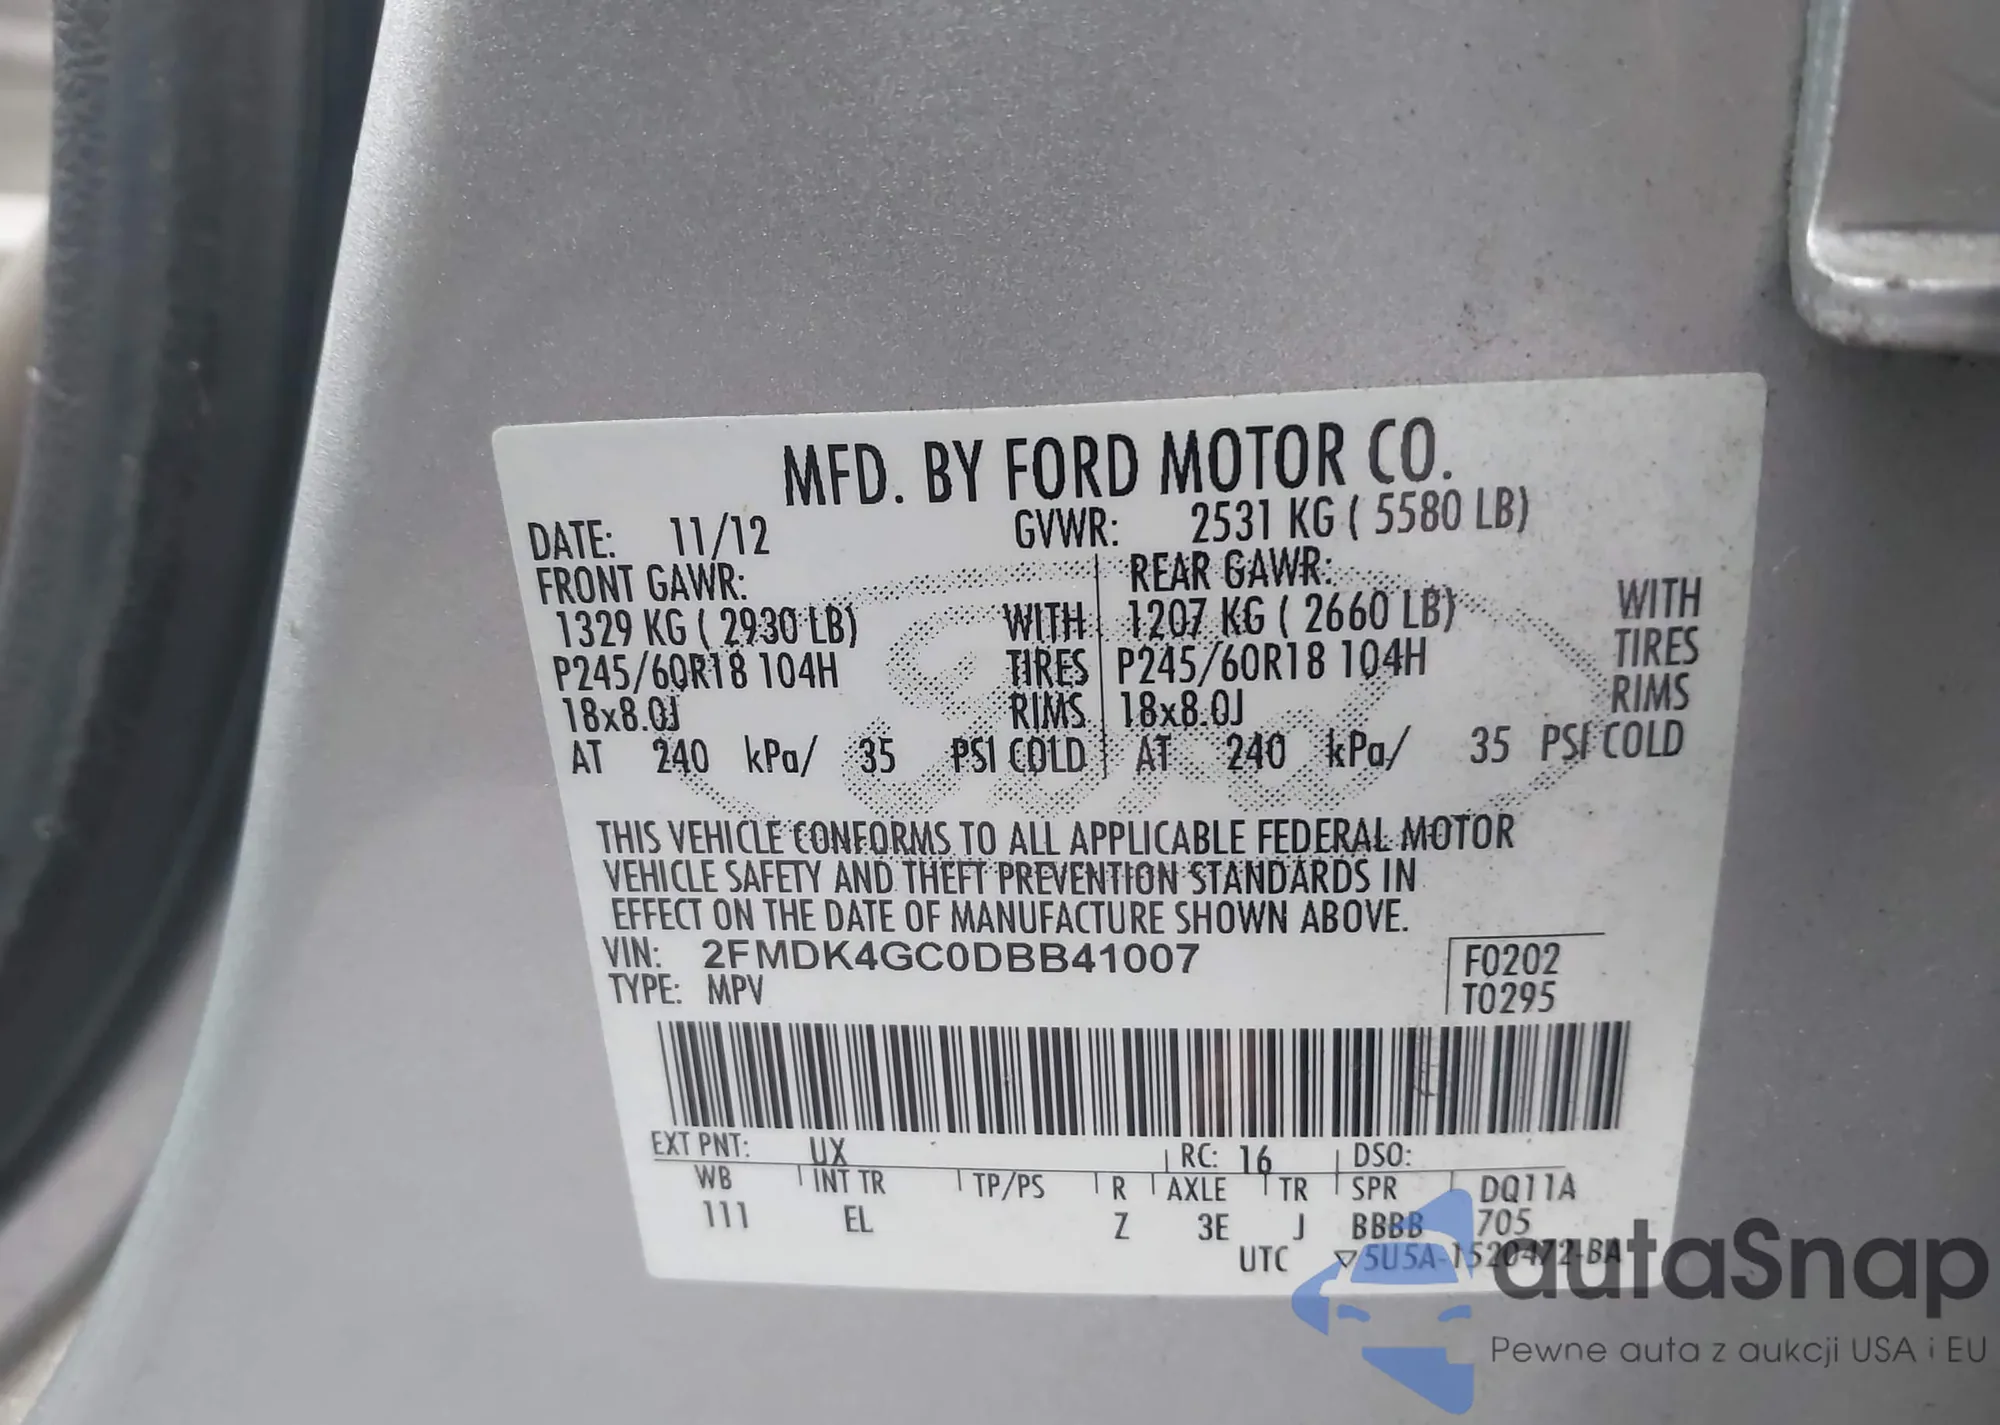 MFD. BY FORD MOTOR CO.
DATE: 11/12 GVWR: 2531 KG ( 5580 LB)
FRONT GAWR: REAR GAWR:
1329 KG ( 2930 LB) WITH 1207 KG ( 2660 LB) WITH
P245/60R18 104H TIRES P245/60R18 104H TIRES
18x8.0J RIMS 18x8.0J RIMS
AT 240 kPa/ 35 PSI COLD AT 240 kPa/ 35 PSI COLD
THIS VEHICLE CONFORMS TO ALL APPLICABLE FEDERAL MOTOR
VEHICLE SAFETY AND THEFT PREVENTION STANDARDS IN
EFFECT ON THE DATE OF MANUFACTURE SHOWN ABOVE.
VIN: 2FMDK4GC0DBB41007 F0202
TYPE: MPV T0295
EXT PNT: UX RC: 16 DSO:
WB INT TR TP/PS R AXLE TR SPR DQ11A
111 EL Z 3E J BBBB 705
UTC ▽5U5A-1520472-BA
autaSnap
Pewne auta z aukcji USA i EU